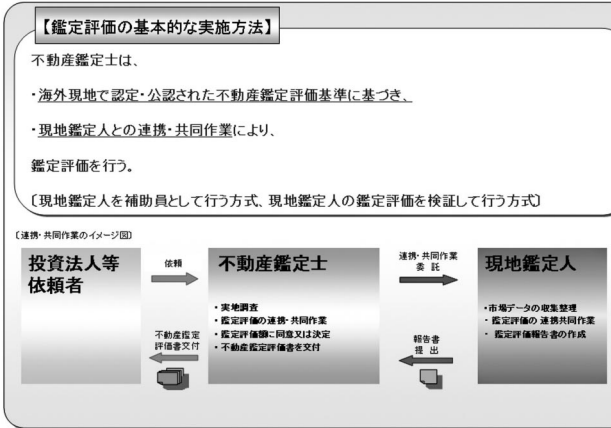 【鑑定評価の基本的な実施方法】
不動産鑑定士は、
・海外現地で認定・公認された不動産鑑定評価基準に基づき、
・現地鑑定人との連携・共同作業により、
鑑定評価を行う。
〔現地鑑定人を補助員として行う方式、現地鑑定人の鑑定評価を検証して行う方式〕
〔連携・共同作業のイメージ図〕
投資法人等
依頼者
依頼
不動産鑑定
評価書交付
不動産鑑定士
・実地調査
・鑑定評価の連携・共同作業
・鑑定評価額に同意又は決定
・不動産鑑定評価書を交付
連携・共同作業
委 託
報告書
提 出
現地鑑定人
・市場データの収集整理
・鑑定評価の 連携共同作業
・ 鑑定評価報告書の作成